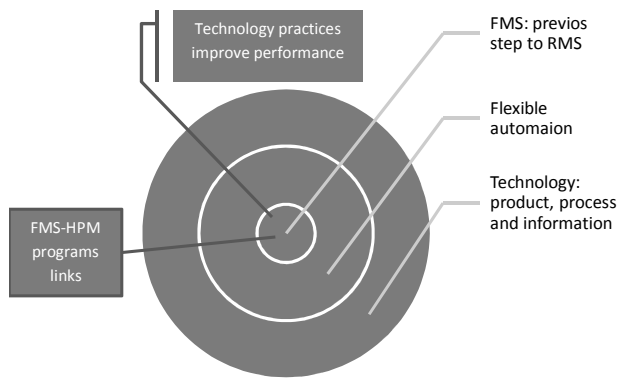 Technology practices
improve performance
FMS: previos
step to RMS
Flexible
automaion
Technology:
product, process
and information
FMS-HPM
programs
links